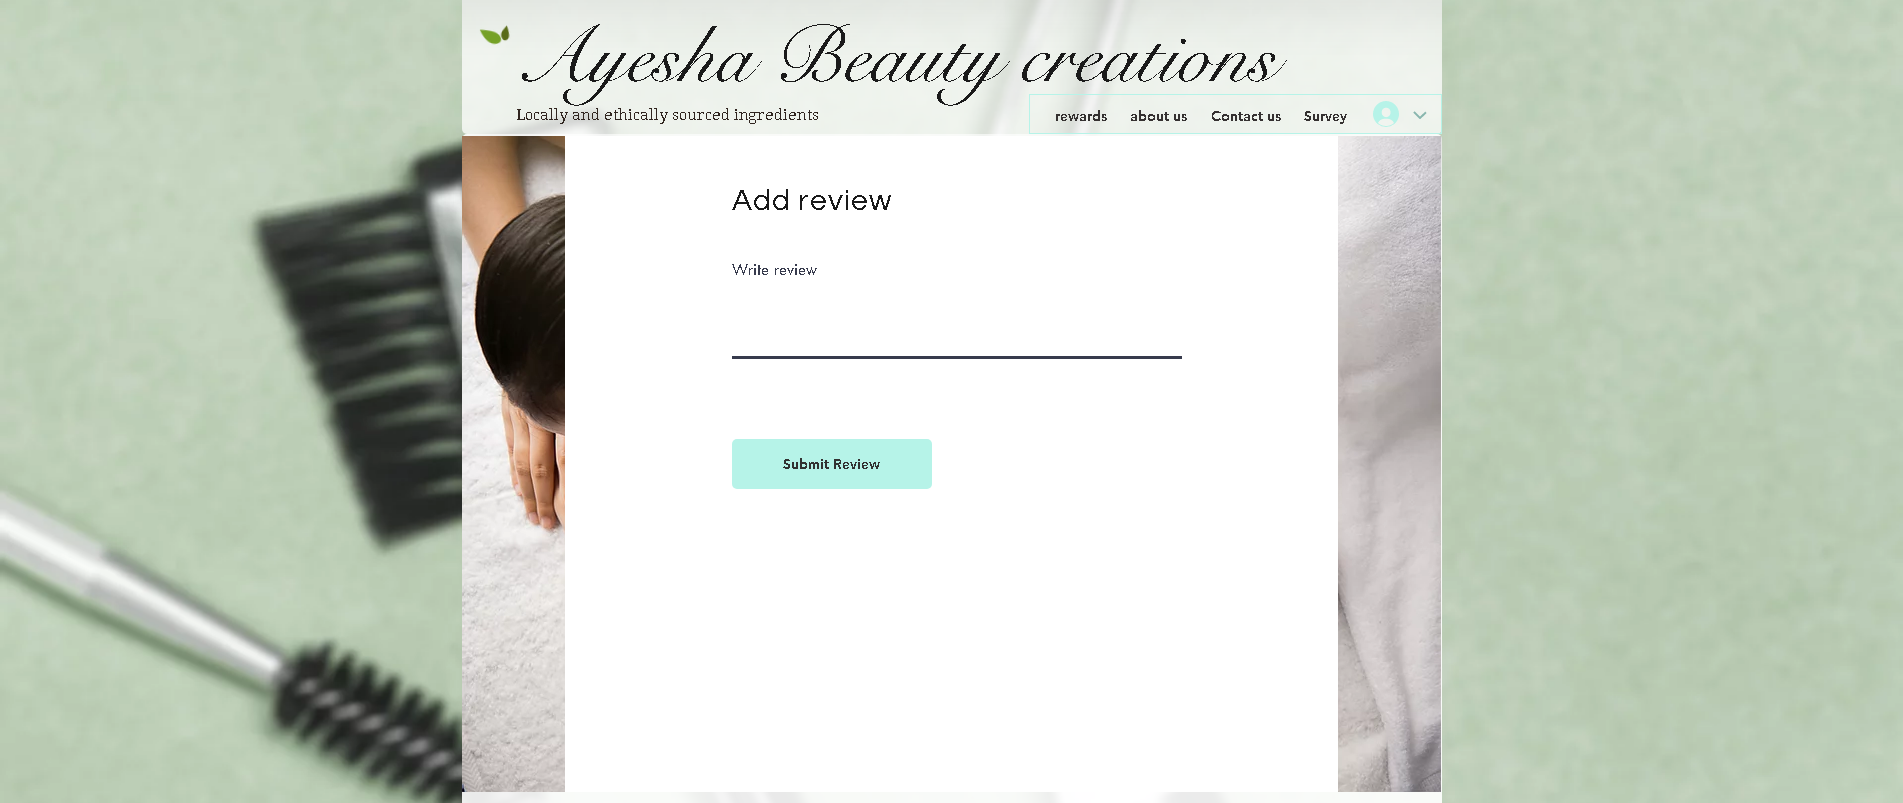 Ayesha Beauty creations
Locally and ethically sourced ingredients
rewards about us Contact us Survey
Add review
Write review
Submit Review